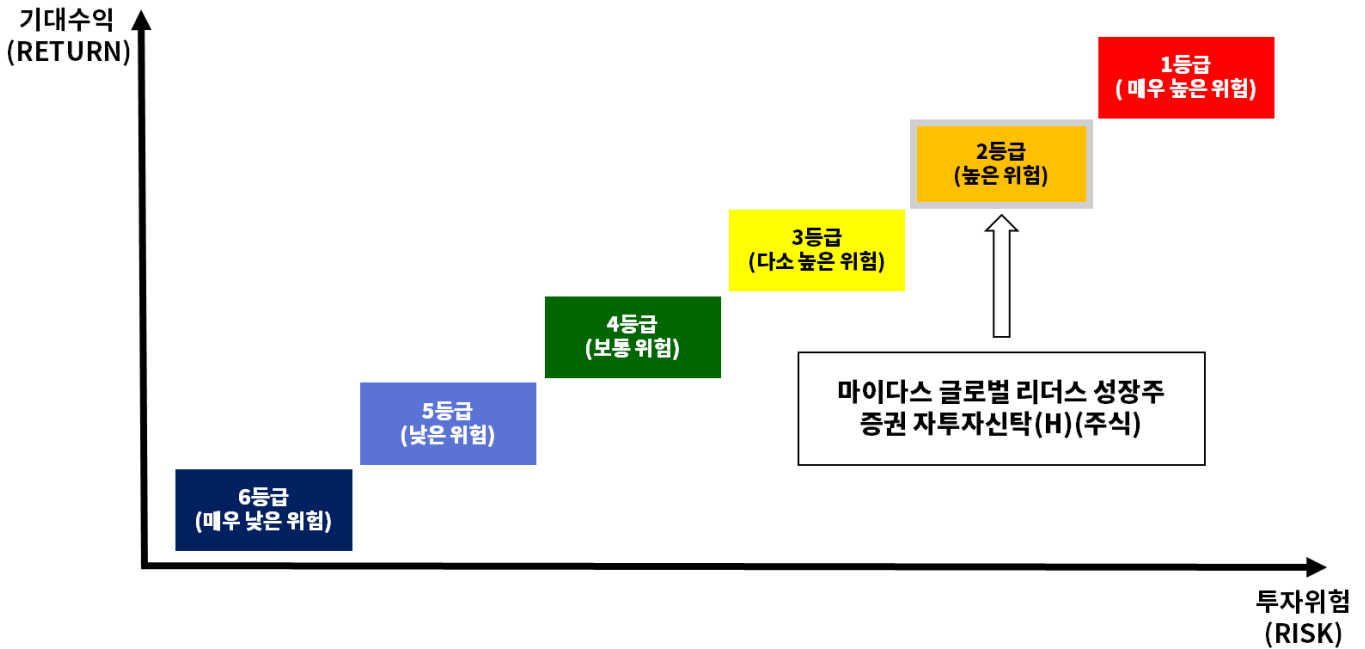 기대수익
(RETURN)
1등급
( 매우 높은 위험)
2등급
(높은 위험)
3등급
(다소 높은 위험)
4등급
(보통 위험)
5등급
(낮은 위험)
6등급
(매우 낮은 위험)
마이다스 글로벌 리더스 성장주
증권 자투자신탁(H)(주식)
투자위험
(RISK)